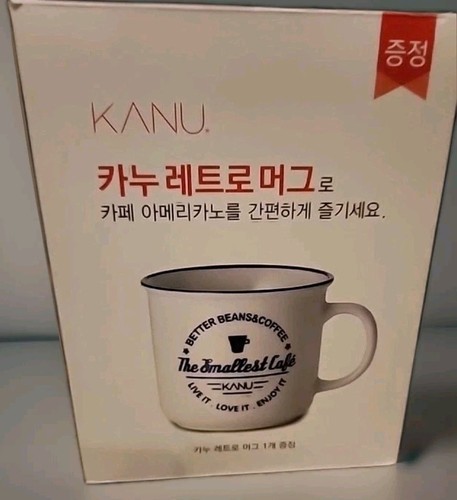 증정
KANU
카누 레트로 머그로
카페 아메리카노를 간편하게 즐기세요.
BETTER BEANS&COFFEE
The Smallest Café
KANU
LIVE IT . LOVE IT . ENJOY IT
카누 레트로 머그 1개 증정